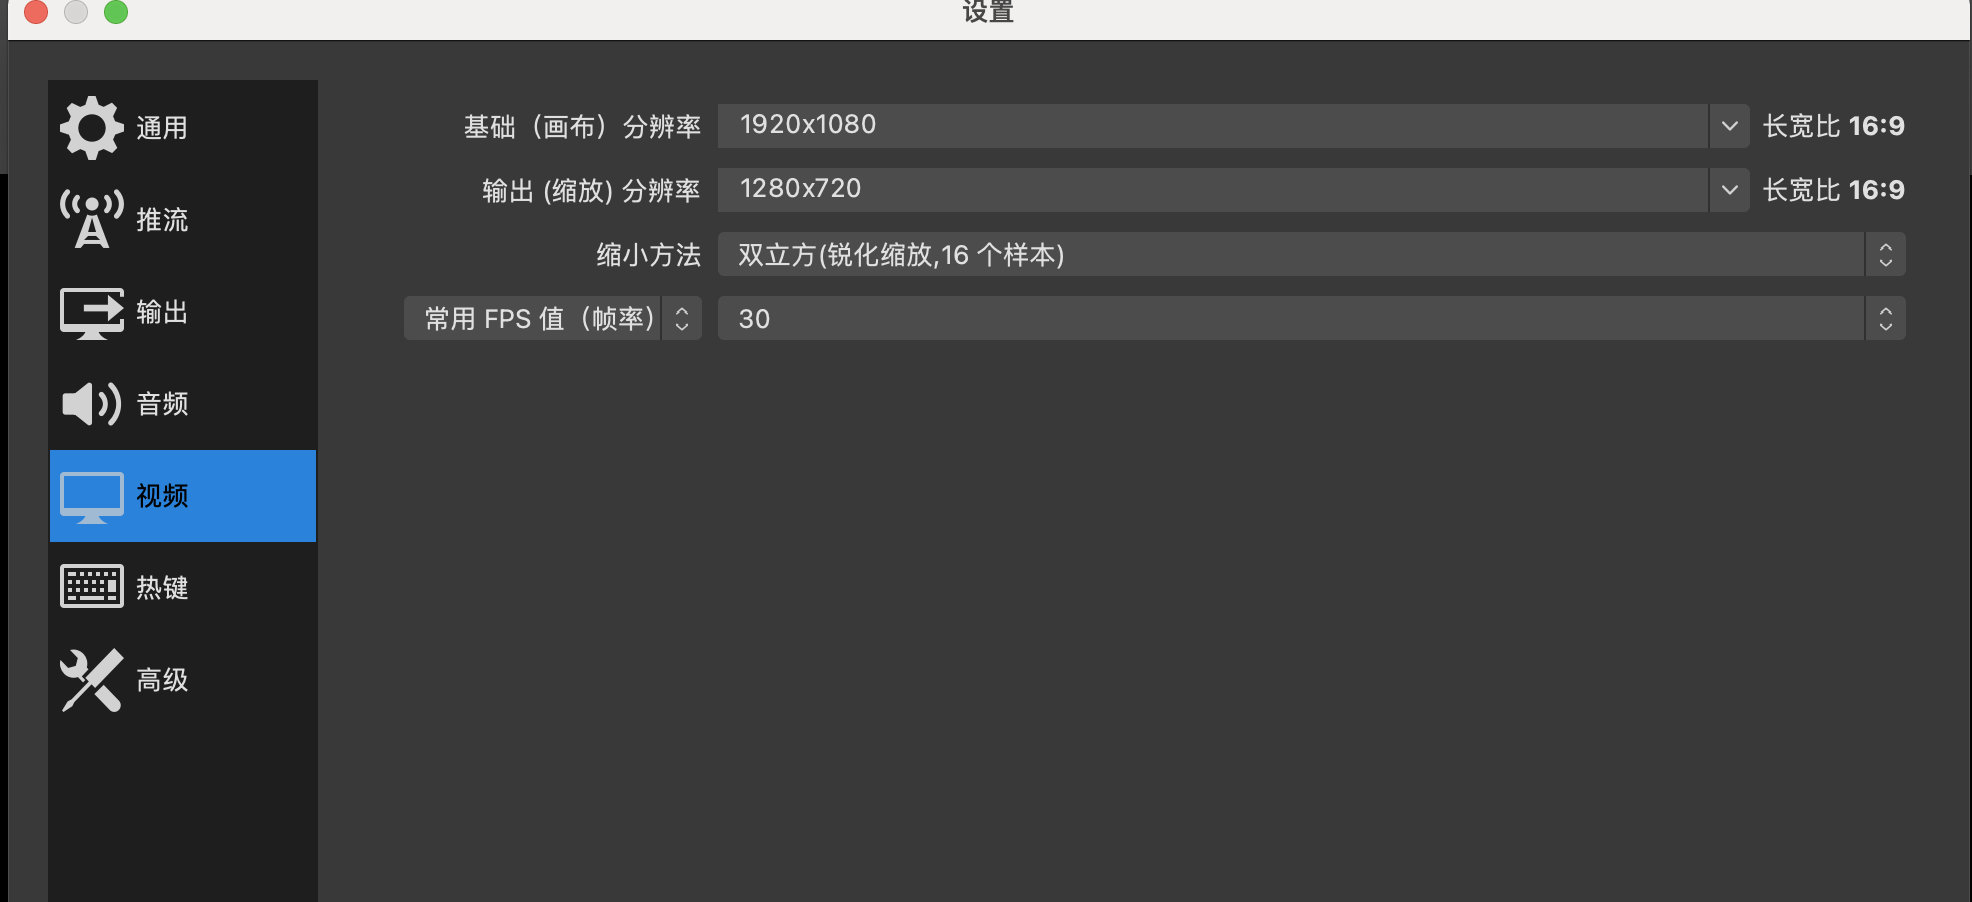 设置
通用
推流
输出
音频
视频
热键
高级
基础（画布）分辨率 1920x1080 长宽比 16:9
输出 (缩放) 分辨率 1280x720 长宽比 16:9
缩小方法 双立方(锐化缩放,16 个样本)
常用 FPS 值（帧率） 30